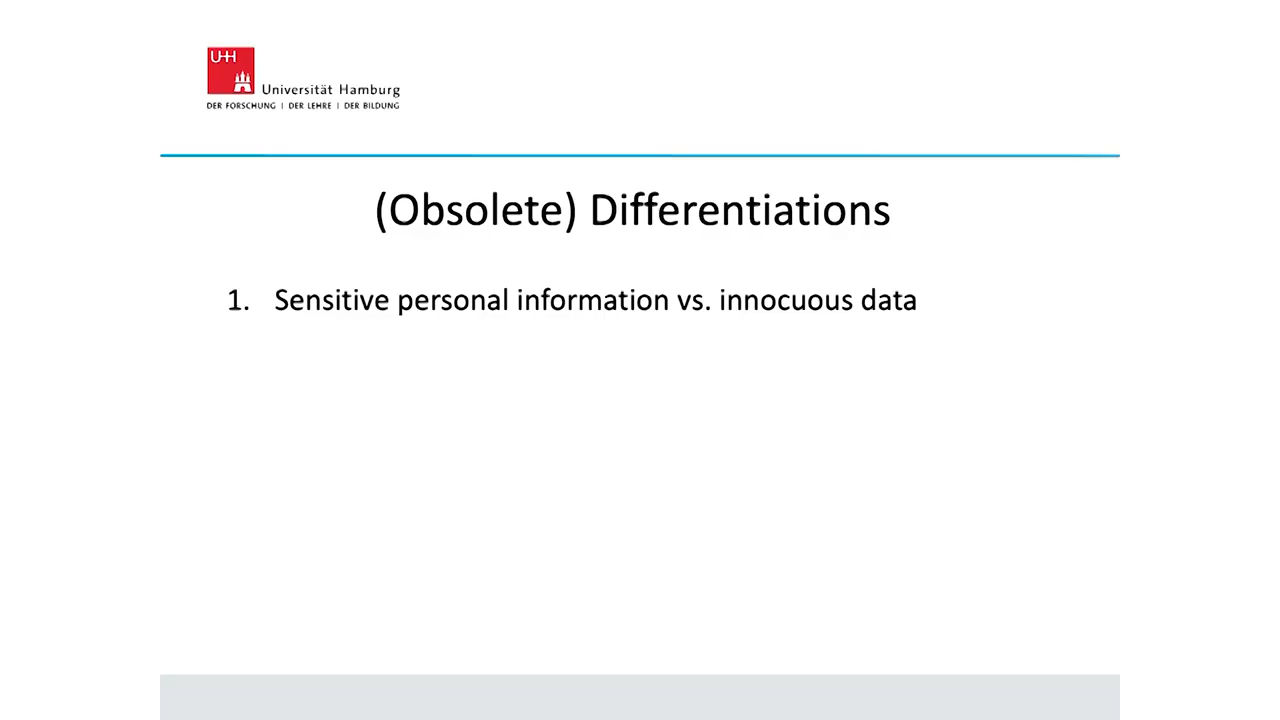 UHH
Universität Hamburg
DER FORSCHUNG | DER LEHRE | DER BILDUNG
(Obsolete) Differentiations
1. Sensitive personal information vs. innocuous data